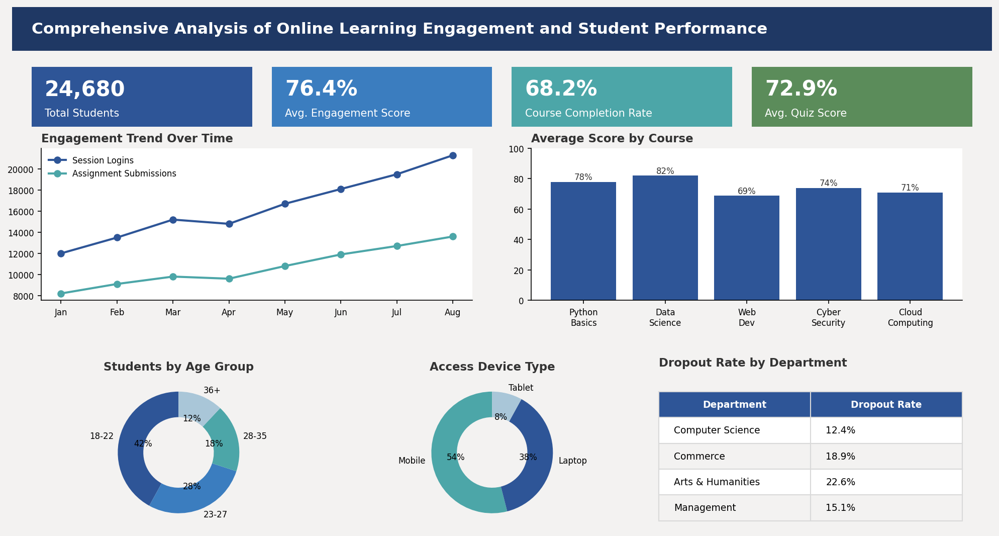 Comprehensive Analysis of Online Learning Engagement and Student Performance
24,680
Total Students
76.4%
Avg. Engagement Score
68.2%
Course Completion Rate
72.9%
Avg. Quiz Score
Engagement Trend Over Time
Session Logins
Assignment Submissions
20000
18000
16000
14000
12000
10000
8000
Jan Feb Mar Apr May Jun Jul Aug
Average Score by Course
100
80
60
40
20
0
78%
82%
69%
74%
71%
Python
Basics
Data
Science
Web
Dev
Cyber
Security
Cloud
Computing
Students by Age Group
36+
12%
18-22
42%
18%
28-35
28%
23-27
Access Device Type
Tablet
8%
Mobile
54%
38%
Laptop
Dropout Rate by Department
Department Dropout Rate
Computer Science 12.4%
Commerce 18.9%
Arts & Humanities 22.6%
Management 15.1%